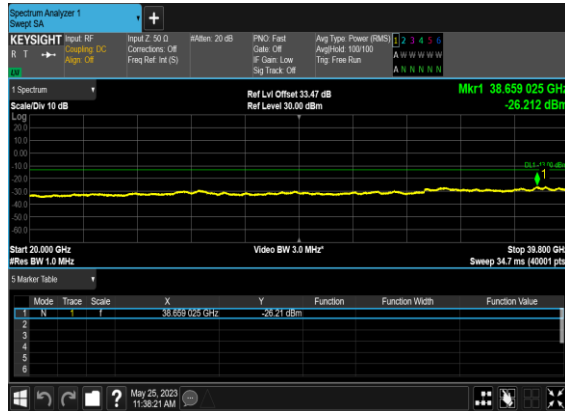 Spectrum Analyzer 1
Swept SA
+
KEYSIGHT Input: RF
R T Coupling: DC
Align: Off
Input Z: 50 Ω
Corrections: Off
Freq Ref: Int (S)
#Atten: 20 dB
PNO: Fast
Gate: Off
IF Gain: Low
Sig Track: Off
Avg Type: Power (RMS)
Avg|Hold: 100/100
Trig: Free Run
1 2 3 4 5 6
A W W W W W
A N N N N N
LW
1 Spectrum
Scale/Div 10 dB
Ref Lvl Offset 33.47 dB
Ref Level 30.00 dBm
Mkr1 38.659 025 GHz
-26.212 dBm
Log
20.0
10.0
0.00
-10.0
-20.0
-30.0
-40.0
-50.0
-60.0
DL1 -13.00 dBm
1
Start 20.000 GHz
#Res BW 1.0 MHz
Video BW 3.0 MHz*
Stop 39.800 GHz
Sweep 34.7 ms (40001 pts)
5 Marker Table
Mode Trace Scale X Y Function Function Width Function Value
1 N 1 f 38.659 025 GHz -26.21 dBm
2
3
4
5
6
? May 25, 2023
11:38:21 AM